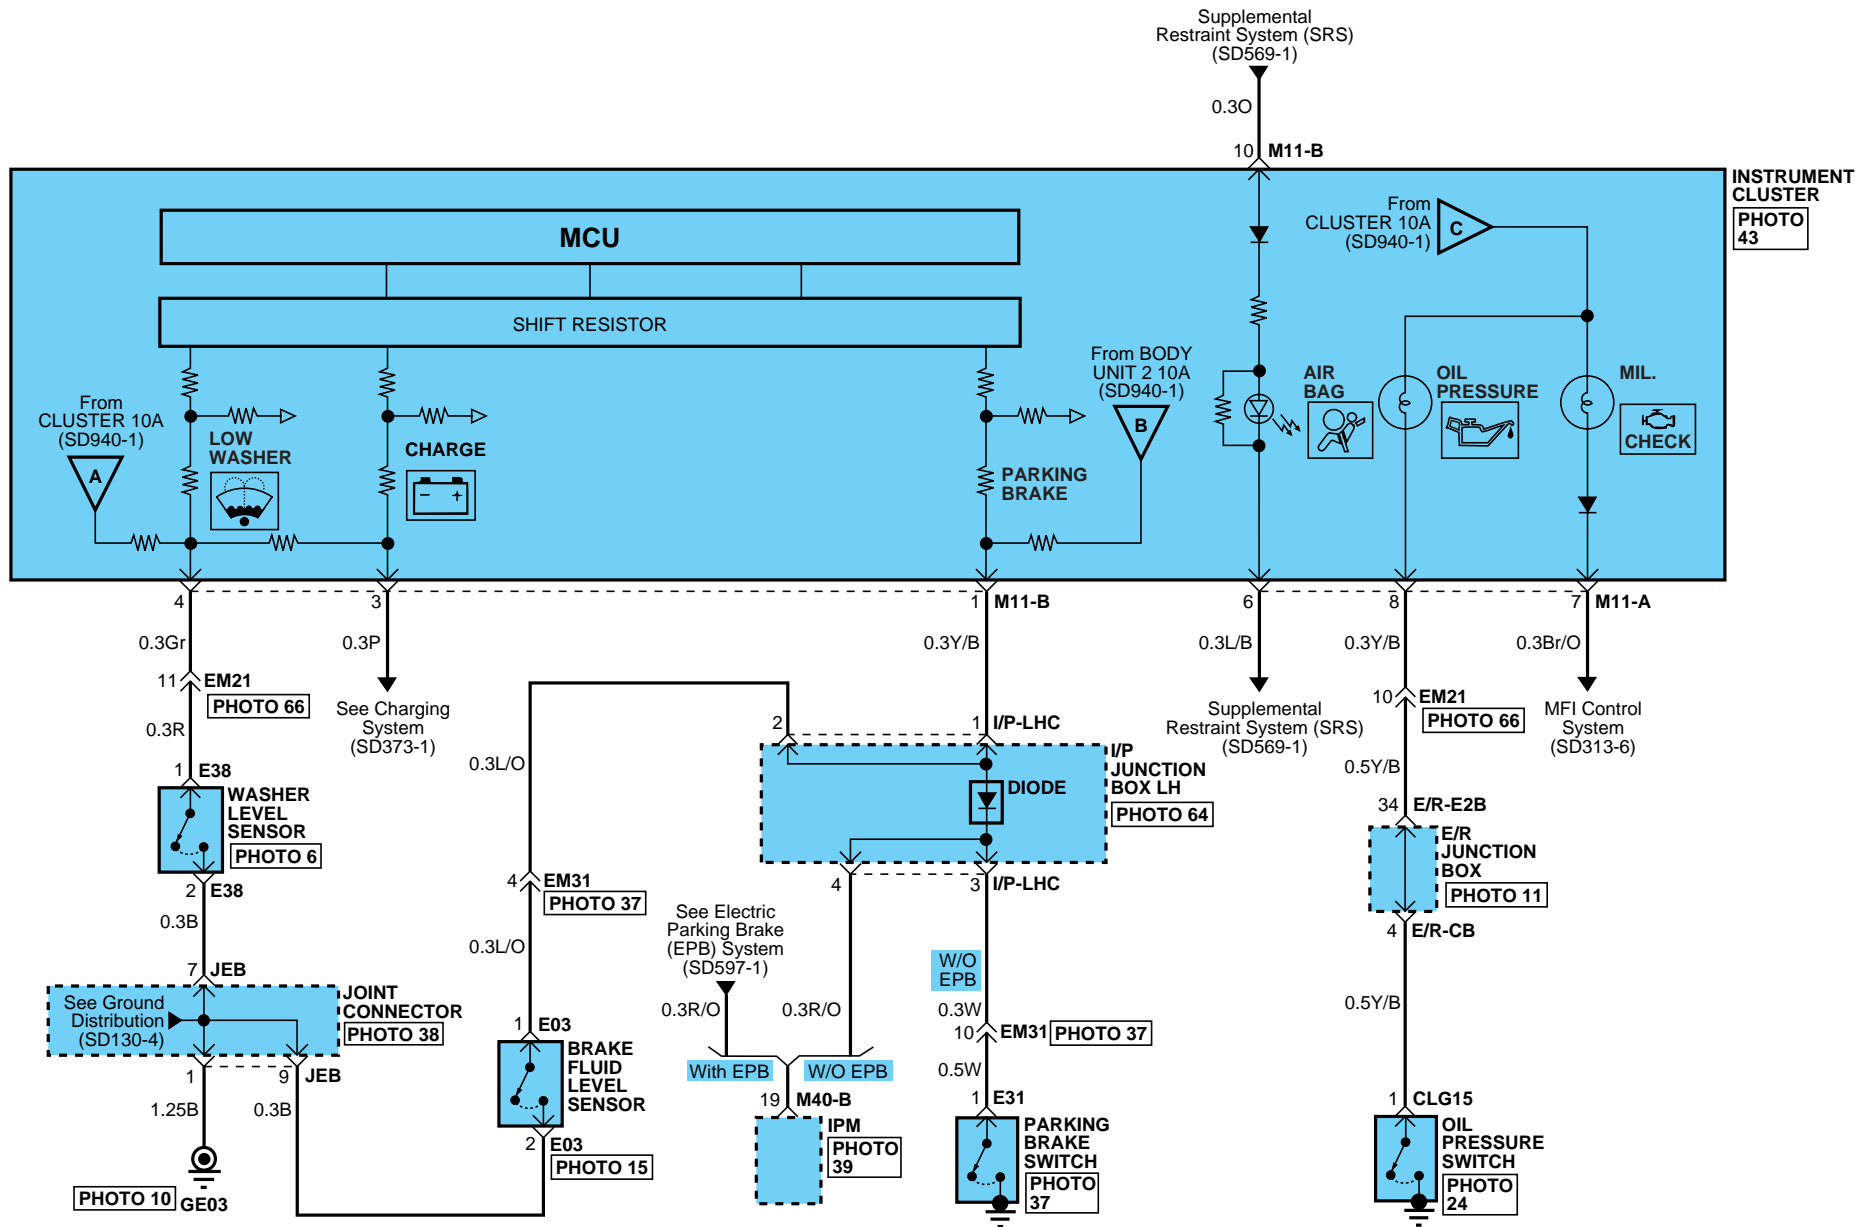 Supplemental
Restraint System (SRS)
(SD569-1)
0.3O
10 M11-B
INSTRUMENT
CLUSTER
PHOTO
43
MCU
SHIFT RESISTOR
From
CLUSTER 10A
(SD940-1)
C
From
CLUSTER 10A
(SD940-1)
A
LOW
WASHER
CHARGE
- +
PARKING
BRAKE
From BODY
UNIT 2 10A
(SD940-1)
B
AIR
BAG
OIL
PRESSURE
MIL.
CHECK
4
3
1 M11-B
6
8
7 M11-A
0.3Gr
0.3P
0.3Y/B
0.3L/B
0.3Y/B
0.3Br/O
11 EM21
PHOTO 66
See Charging
System
(SD373-1)
Supplemental
Restraint System (SRS)
(SD569-1)
10 EM21
PHOTO 66
MFI Control
System
(SD313-6)
0.3R
2
1 I/P-LHC
0.3L/O
I/P
JUNCTION
BOX LH
PHOTO 64
DIODE
0.5Y/B
1 E38
WASHER
LEVEL
SENSOR
PHOTO 6
2 E38
34 E/R-E2B
E/R
JUNCTION
BOX
PHOTO 11
4 E/R-CB
4 EM31
PHOTO 37
4
3 I/P-LHC
0.3B
0.3L/O
See Electric
Parking Brake
(EPB) System
(SD597-1)
W/O
EPB
7 JEB
See Ground
Distribution
(SD130-4)
JOINT
CONNECTOR
PHOTO 38
0.3R/O
0.3R/O
0.3W
0.5Y/B
10 EM31 PHOTO 37
1 E03
BRAKE
FLUID
LEVEL
SENSOR
With EPB
W/O EPB
0.5W
1
9 JEB
1.25B
0.3B
19 M40-B
IPM
PHOTO
39
1 E31
PARKING
BRAKE
SWITCH
PHOTO
37
1 CLG15
OIL
PRESSURE
SWITCH
PHOTO
24
2 E03
PHOTO 15
PHOTO 10 GE03